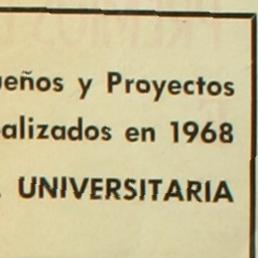 ueños y Proyectos
alizados en 1968
UNIVERSITARIA